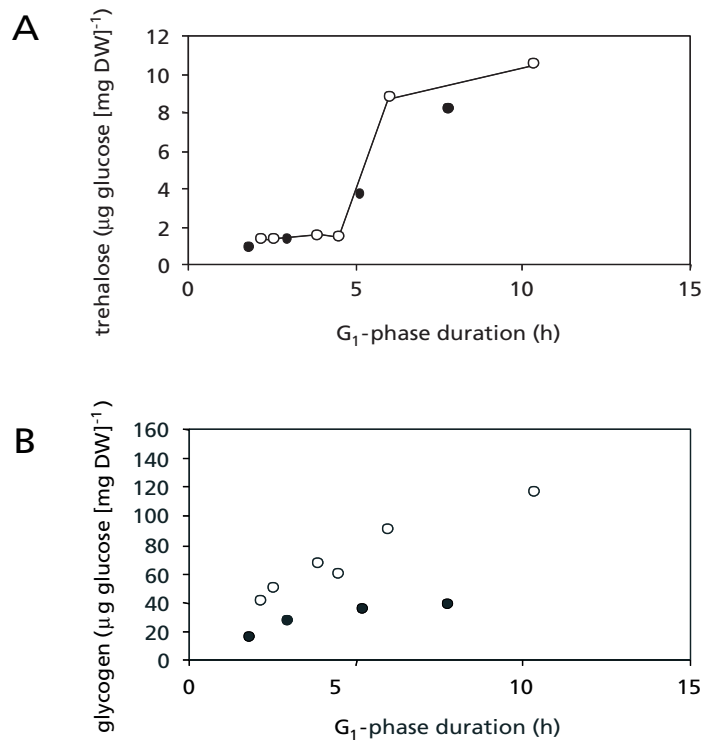 A
trehalose (µg glucose [mg DW]⁻¹)
12
10
8
6
4
2
0
0 5 10 15
G₁-phase duration (h)
B
glycogen (µg glucose [mg DW]⁻¹)
160
140
120
100
80
60
40
20
0
0 5 10 15
G₁-phase duration (h)